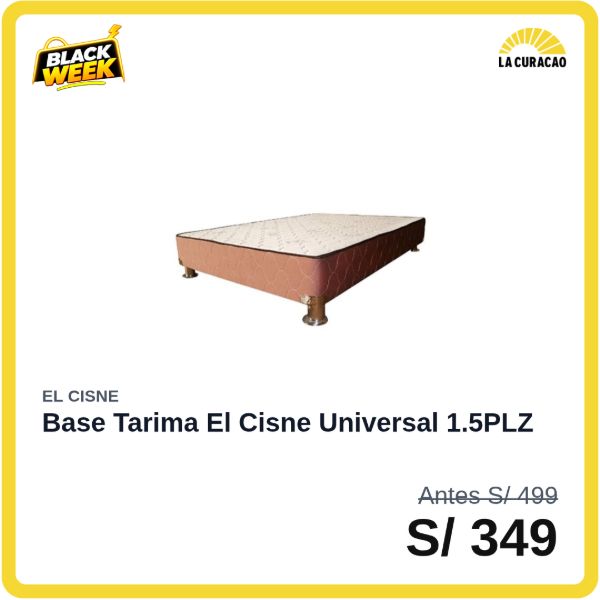 BLACK
WEEK
LA CURACAO
EL CISNE
Base Tarima El Cisne Universal 1.5PLZ
Antes S/ 499
S/ 349